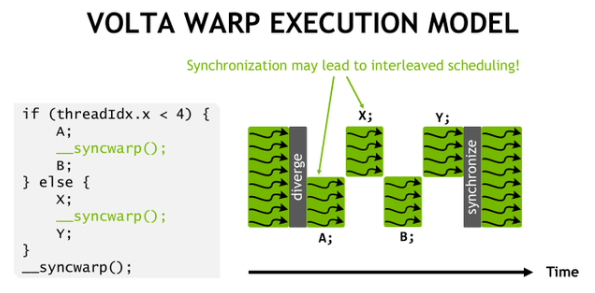 VOLTA WARP EXECUTION MODEL
Synchronization may lead to interleaved scheduling!
if (threadIdx.x < 4) {
    A;
    __syncwarp();
    B;
} else {
    X;
    __syncwarp();
    Y;
}
__syncwarp();
diverge
A;
X;
B;
Y;
synchronize
Time